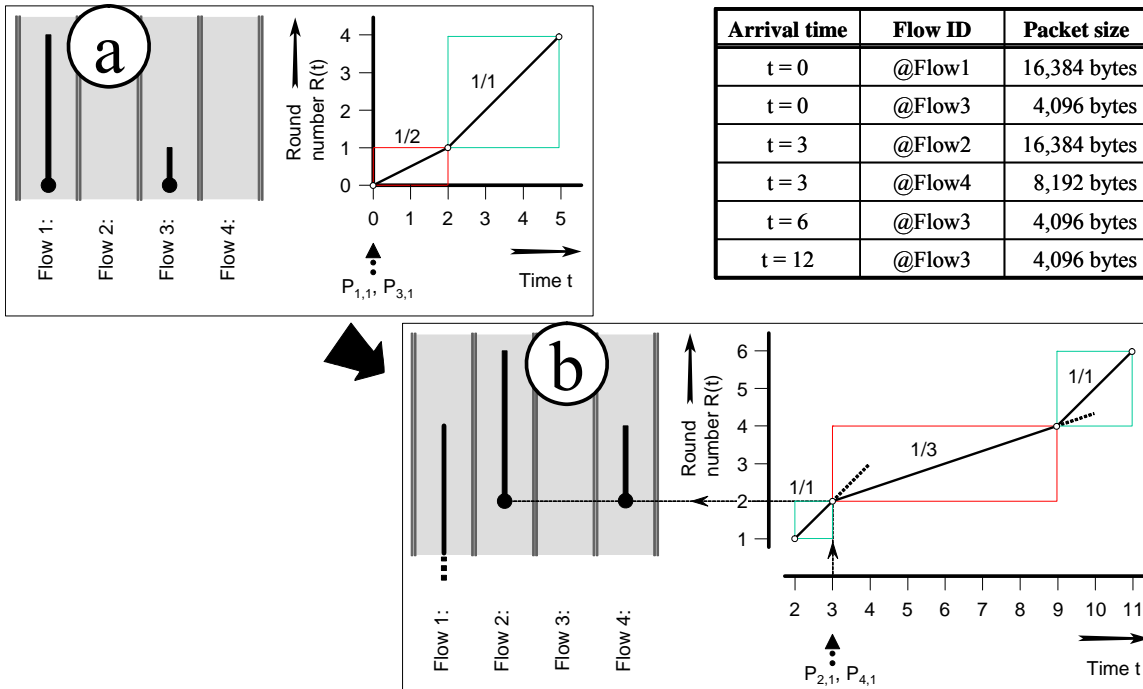 a
Round
number R(t)
4
3
2
1
0
1/2
1/1
0 1 2 3 4 5
Time t
P1,1, P3,1
Flow 1:
Flow 2:
Flow 3:
Flow 4:
Arrival time Flow ID Packet size
t = 0 @Flow1 16,384 bytes
t = 0 @Flow3 4,096 bytes
t = 3 @Flow2 16,384 bytes
t = 3 @Flow4 8,192 bytes
t = 6 @Flow3 4,096 bytes
t = 12 @Flow3 4,096 bytes
b
Round
number R(t)
6
5
4
3
2
1
1/1
1/3
1/1
2 3 4 5 6 7 8 9 10 11
Time t
P2,1, P4,1
Flow 1:
Flow 2:
Flow 3:
Flow 4: